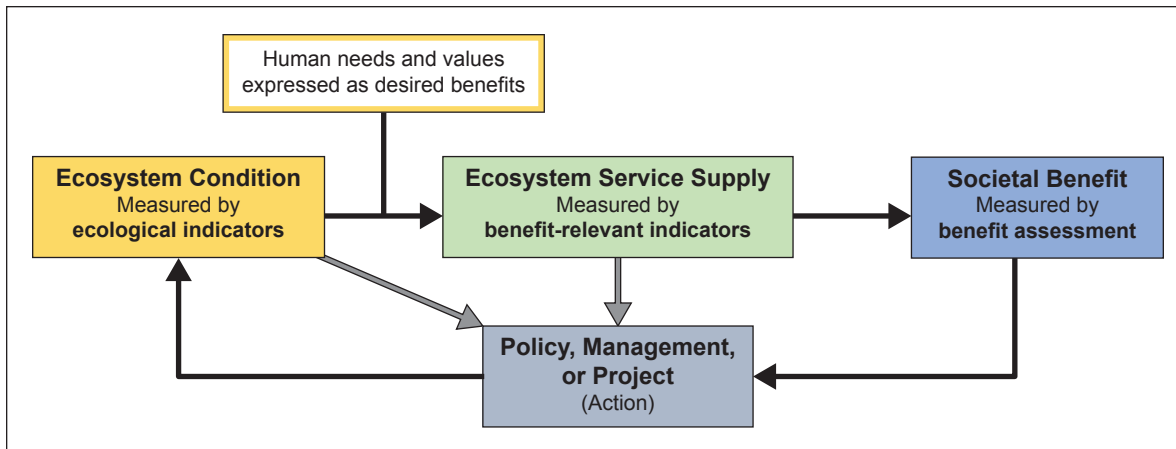 Human needs and values
expressed as desired benefits
Ecosystem Condition
Measured by
ecological indicators
Ecosystem Service Supply
Measured by
benefit-relevant indicators
Societal Benefit
Measured by
benefit assessment
Policy, Management,
or Project
(Action)